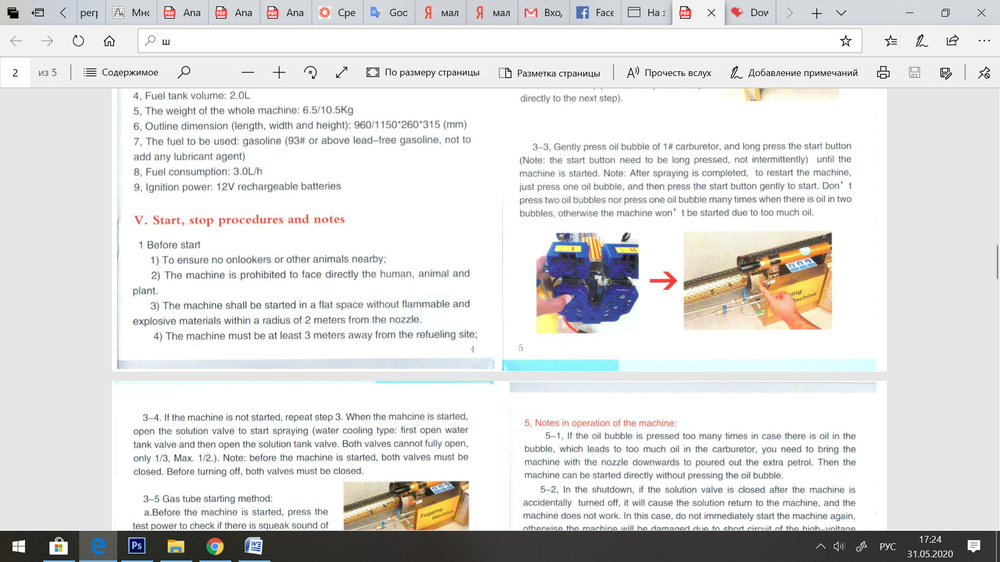 perp
Мнo
Ana
Ana
Ana
Сре
Goo
мал
мал
Вхо
Face
На з
Dow
ш
2
из 5
Содержимое
По размеру страницы
Разметка страницы
Прочесть вслух
Добавление примечаний
4, Fuel tank volume: 2.0L
5, The weight of the whole machine: 6.5/10.5Kg
6, Outline dimension (length, width and height): 960/1150*260*315 (mm)
7, The fuel to be used: gasoline (93# or above lead-free gasoline, not to
add any lubricant agent)
8, Fuel consumption: 3.0L/h
9, Ignition power: 12V rechargeable batteries
V. Start, stop procedures and notes
1 Before start
1) To ensure no onlookers or other animals nearby;
2) The machine is prohibited to face directly the human, animal and
plant.
3) The machine shall be started in a flat space without flammable and
explosive materials within a radius of 2 meters from the nozzle.
4) The machine must be at least 3 meters away from the refueling site;
4
directly to the next step).
3-3, Gently press oil bubble of 1# carburetor, and long press the start button
(Note: the start button need to be long pressed, not intermittently) until the
machine is started. Note: After spraying is completed, to restart the machine,
just press one oil bubble, and then press the start button gently to start. Don't
press two oil bubbles nor press one oil bubble many times when there is oil in two
bubbles, otherwise the machine won't be started due to too much oil.
ging
Machine
5
3-4. If the machine is not started, repeat step 3. When the mahcine is started,
open the solution valve to start spraying (water cooling type: first open water
tank valve and then open the solution tank valve. Both valves cannot fully open,
only 1/3, Max. 1/2.). Note: before the machine is started, both valves must be
closed. Before turning off, both valves must be closed.
3-5 Gas tube starting method:
a.Before the machine is started, press the
test power to check if there is squeak sound of
Fogging
Machine
5, Notes in operation of the machine:
5-1, If the oil bubble is pressed too many times in case there is oil in the
bubble, which leads to too much oil in the carburetor, you need to bring the
machine with the nozzle downwards to poured out the extra petrol. Then the
machine can be started directly without pressing the oil bubble.
5-2, In the shutdown, if the solution valve is closed after the machine is
accidentally turned off, it will cause the solution return to the machine, and the
machine does not work. In this case, do not immediately start the machine again,
otherwise the machine will be damaged due to short circuit of the high-voltage
Ps
РУС
17:24
31.05.2020